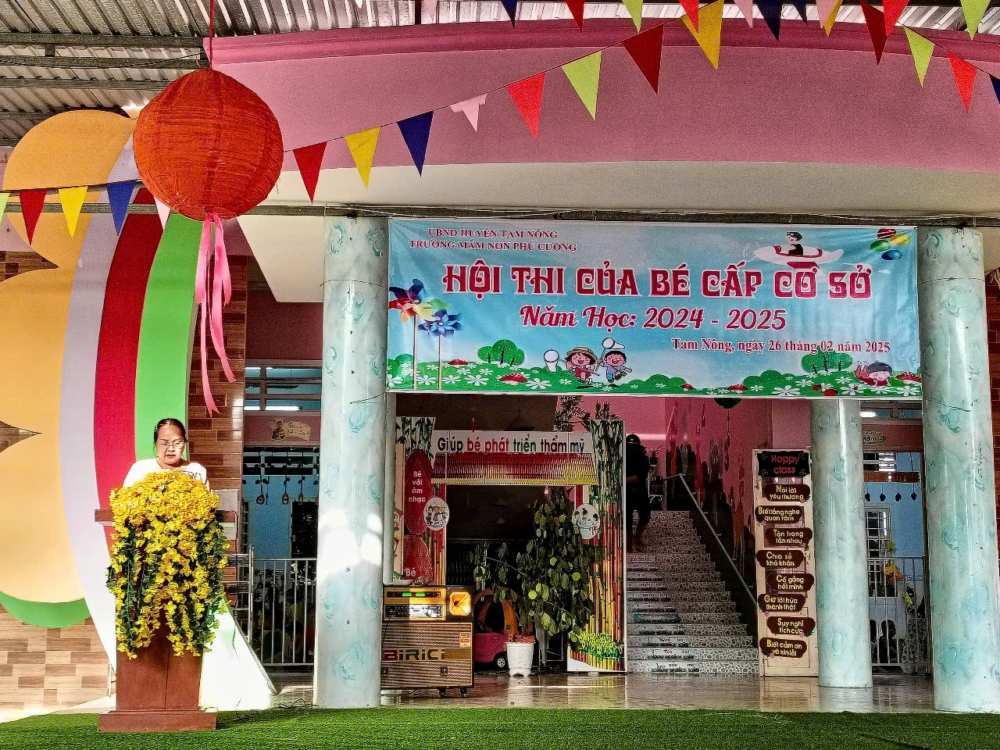 UBND HUYỆN TAM NÔNG
TRƯỜNG MẦM NON PHÚ CƯỜNG
HỘI THI CỦA BÉ CẤP CƠ SỞ
Năm Học: 2024 - 2025
Tam Nông, ngày 26 tháng 02 năm 2025
Giúp bé phát triển thẩm mỹ
Bé
với
âm
nhạc
Bé
BiRiCi
Happy
class
Nói lời
yêu thương
Biết lắng nghe
quan tâm
Tôn trọng
lẫn nhau
Chia sẻ
khó khăn
Cố gắng
hết mình
Giữ lời hứa
thành thật
Suy nghĩ
tích cực
Biết cảm ơn
và xin lỗi